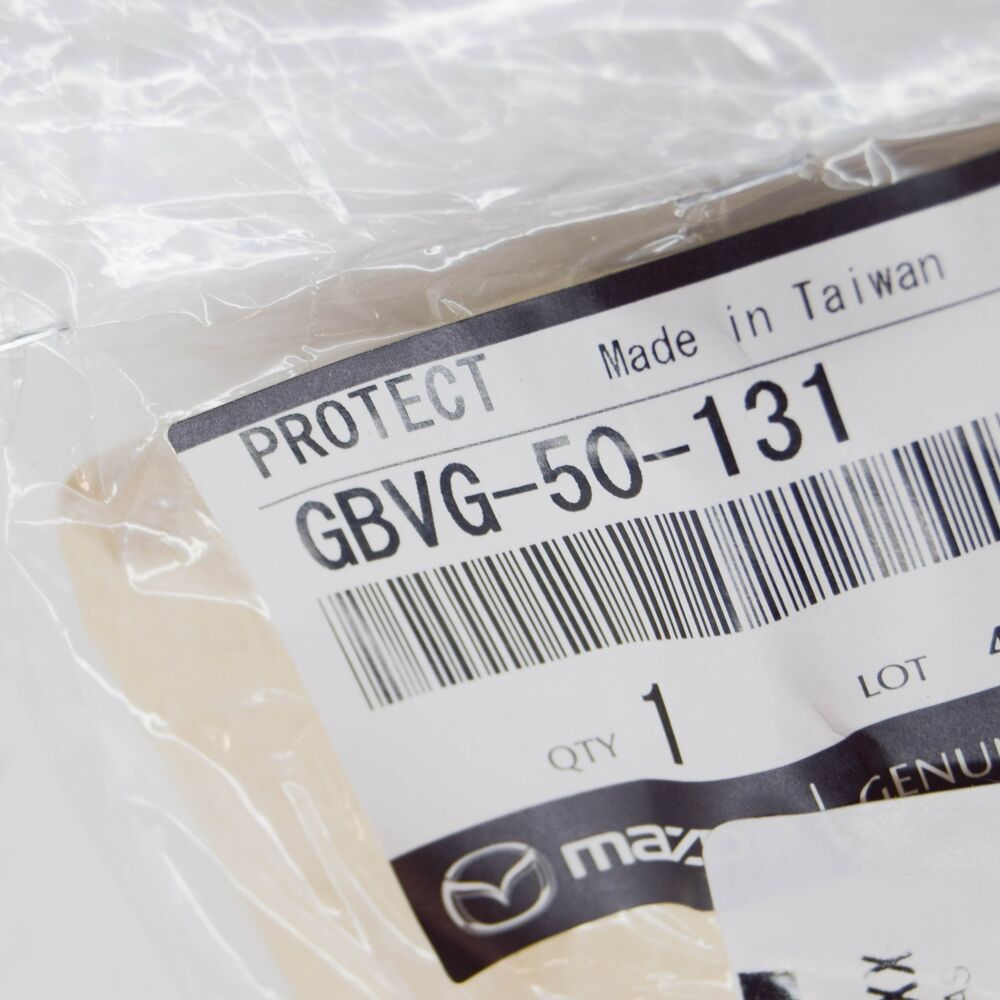 PROTECT Made in Taiwan
GBVG-50-131
QTY 1 LOT
mazda